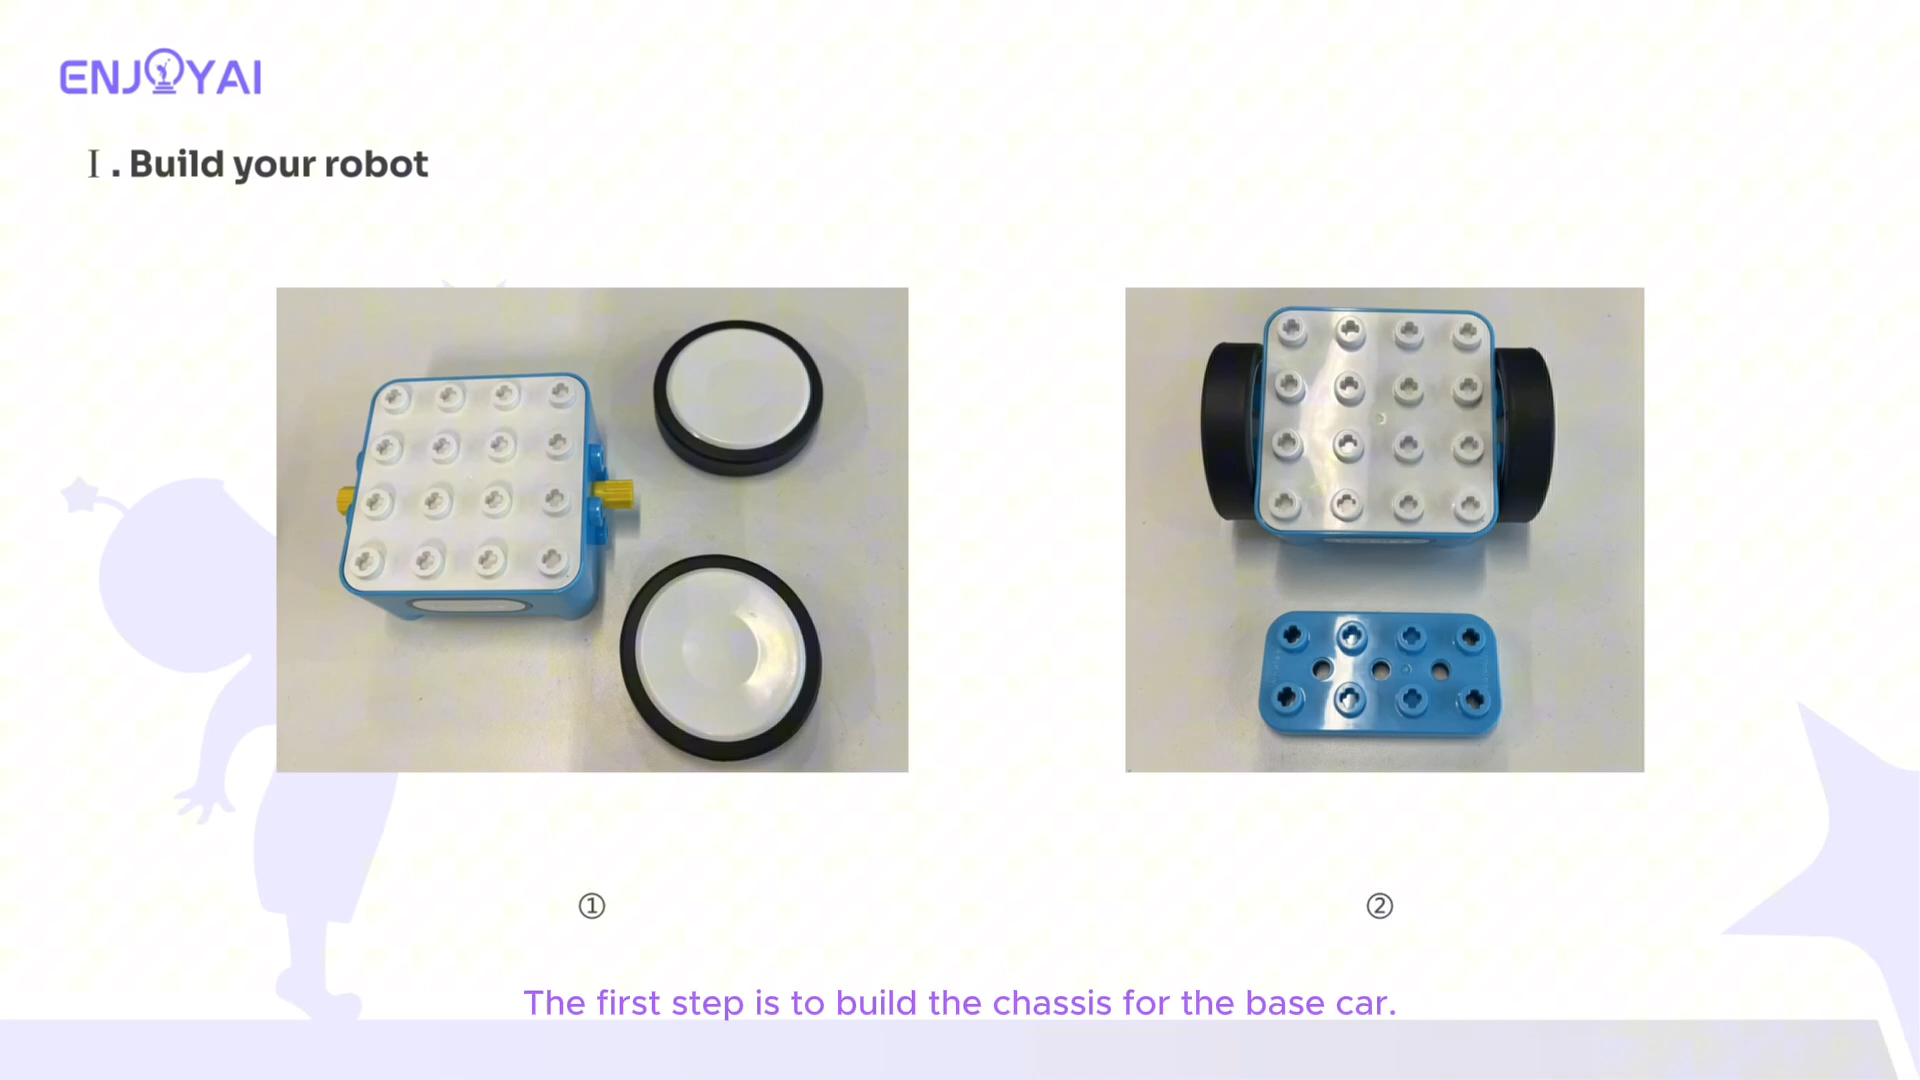 ENJOYAI
I . Build your robot
①
②
The first step is to build the chassis for the base car.